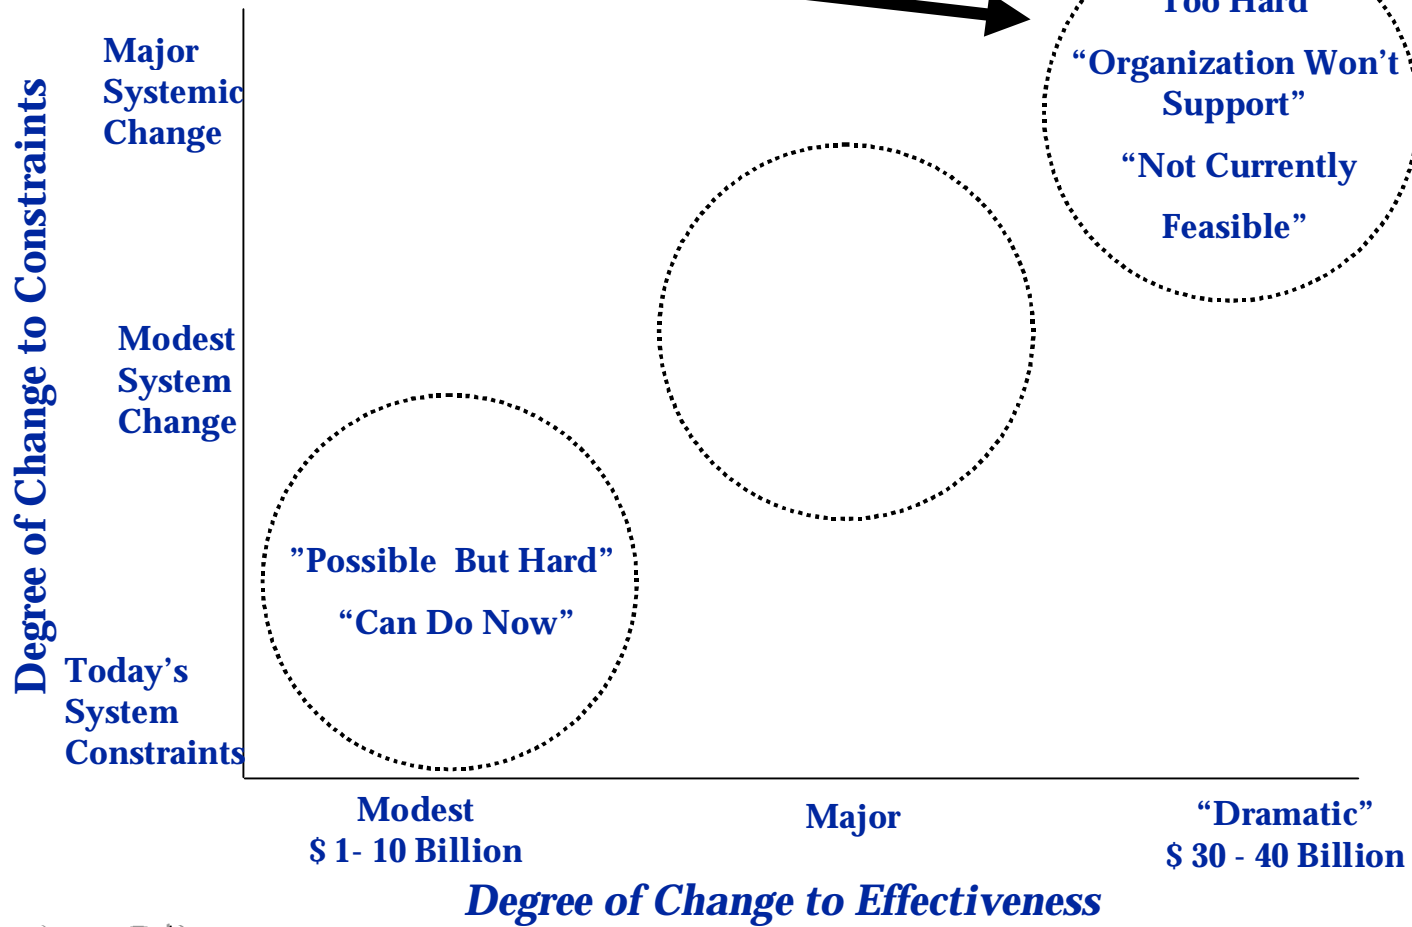 Too Hard
“Organization Won’t
Support”
“Not Currently
Feasible”
Major
Systemic
Change
Modest
System
Change
Today’s
System
Constraints
Degree of Change to Constraints
”Possible But Hard”
“Can Do Now”
Modest
$ 1- 10 Billion
Major
“Dramatic”
$ 30 - 40 Billion
Degree of Change to Effectiveness